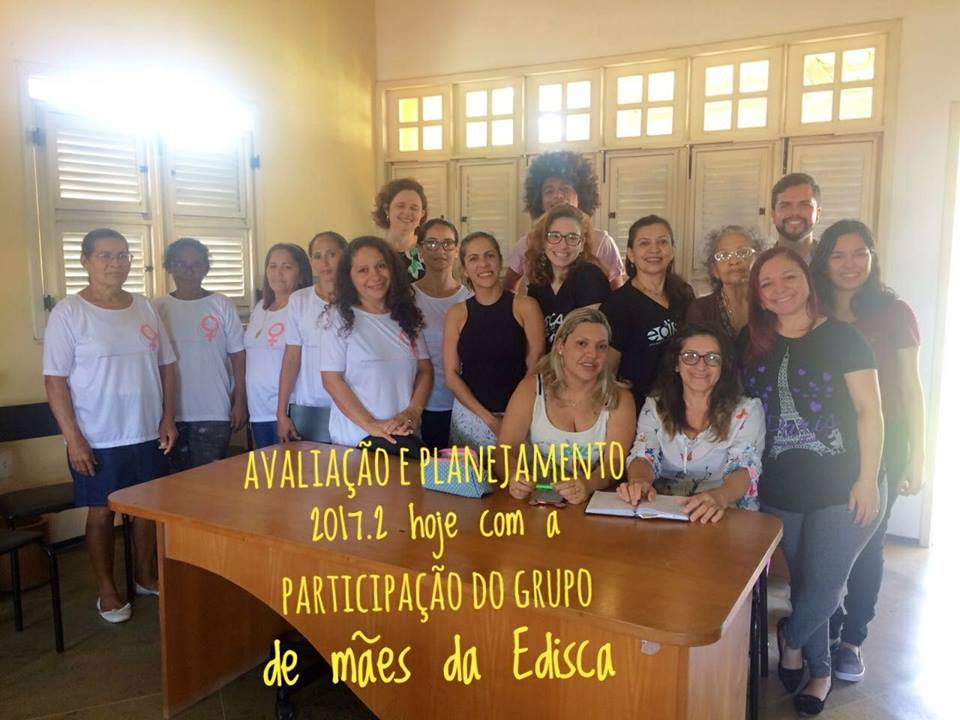 AVALIAÇÃO E PLANEJAMENTO
2017.2 hoje com a
PARTICIPAÇÃO DO GRUPO
de mães da Edisca